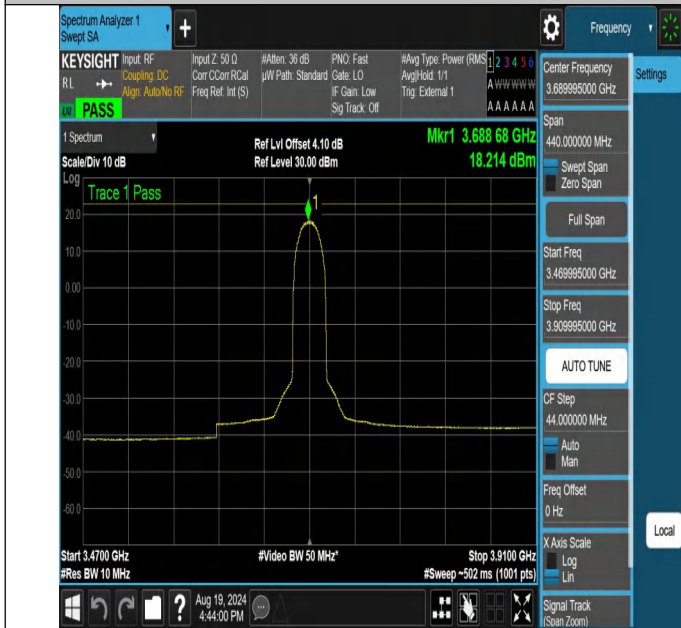 Spectrum Analyzer 1
Swept SA
+
Frequency
KEYSIGHT
RL
PASS
Input: RF
Coupling: DC
Align: Auto/No RF
Input Z: 50 Ω
Corr CCorr RCal
Freq Ref: Int (S)
#Atten: 36 dB
µW Path: Standard
PNO: Fast
Gate: LO
IF Gain: Low
Sig Track: Off
#Avg Type: Power (RMS
Avg|Hold: 1/1
Trig: External 1
1 2 3 4 5 6
A W W W W W
A A A A A A
1 Spectrum
Scale/Div 10 dB
Ref Lvl Offset 4.10 dB
Ref Level 30.00 dBm
Mkr1 3.688 68 GHz
18.214 dBm
Log
Trace 1 Pass
1
20.0
10.0
0.00
-10.0
-20.0
-30.0
-40.0
-50.0
-60.0
Start 3.4700 GHz
#Res BW 10 MHz
#Video BW 50 MHz*
Stop 3.9100 GHz
#Sweep ~502 ms (1001 pts)
Center Frequency
3.689995000 GHz
Span
440.000000 MHz
Swept Span
Zero Span
Full Span
Start Freq
3.469995000 GHz
Stop Freq
3.909995000 GHz
AUTO TUNE
CF Step
44.000000 MHz
Auto
Man
Freq Offset
0 Hz
X Axis Scale
Log
Lin
Signal Track
(Span Zoom)
Settings
Local
?
Aug 19, 2024
4:44:00 PM